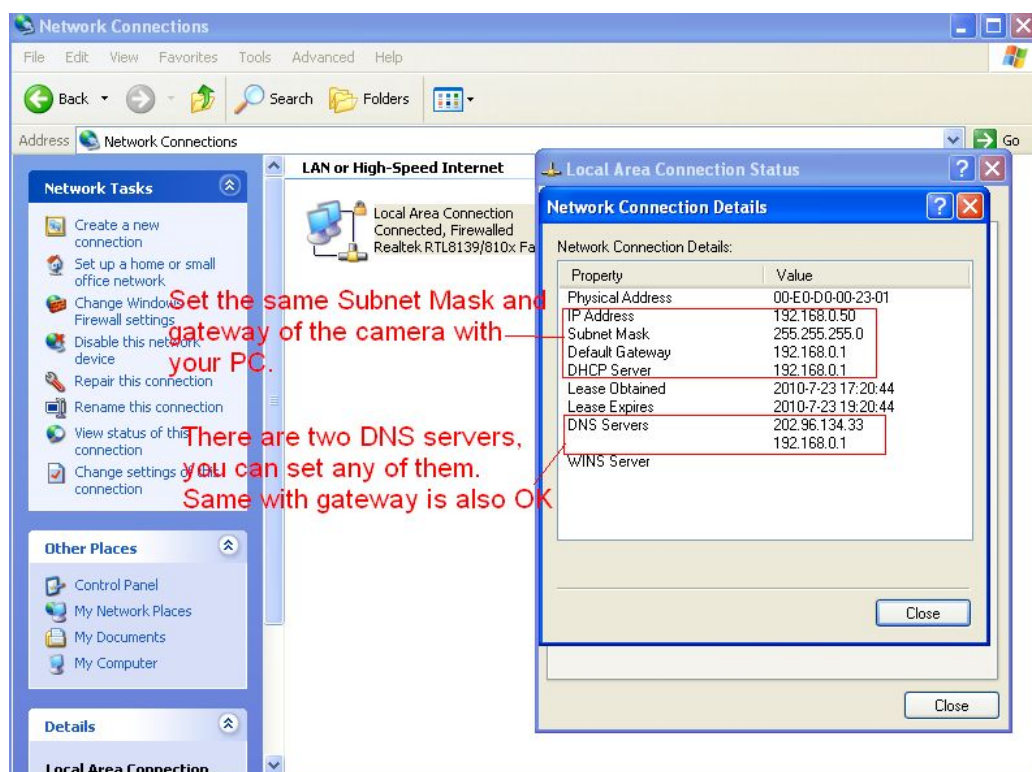 Network Connections
File Edit View Favorites Tools Advanced Help
Back Search Folders
Address Network Connections Go
Network Tasks
Create a new
connection
Set up a home or small
office network
Change Windows
Firewall settings
Disable this network
device
Repair this connection
Rename this connection
View status of this
connection
Change settings of this
connection
Other Places
Control Panel
My Network Places
My Documents
My Computer
Details
Local Area Connection
LAN or High-Speed Internet
Local Area Connection
Connected, Firewalled
Realtek RTL8139/810x Fa
Set the same Subnet Mask and
gateway of the camera with
your PC.
There are two DNS servers,
you can set any of them.
Same with gateway is also OK
Local Area Connection Status
Network Connection Details
Network Connection Details:
Property Value
Physical Address 00-E0-D0-00-23-01
IP Address 192.168.0.50
Subnet Mask 255.255.255.0
Default Gateway 192.168.0.1
DHCP Server 192.168.0.1
Lease Obtained 2010-7-23 17:20:44
Lease Expires 2010-7-23 19:20:44
DNS Servers 202.96.134.33
192.168.0.1
WINS Server
Close
Close